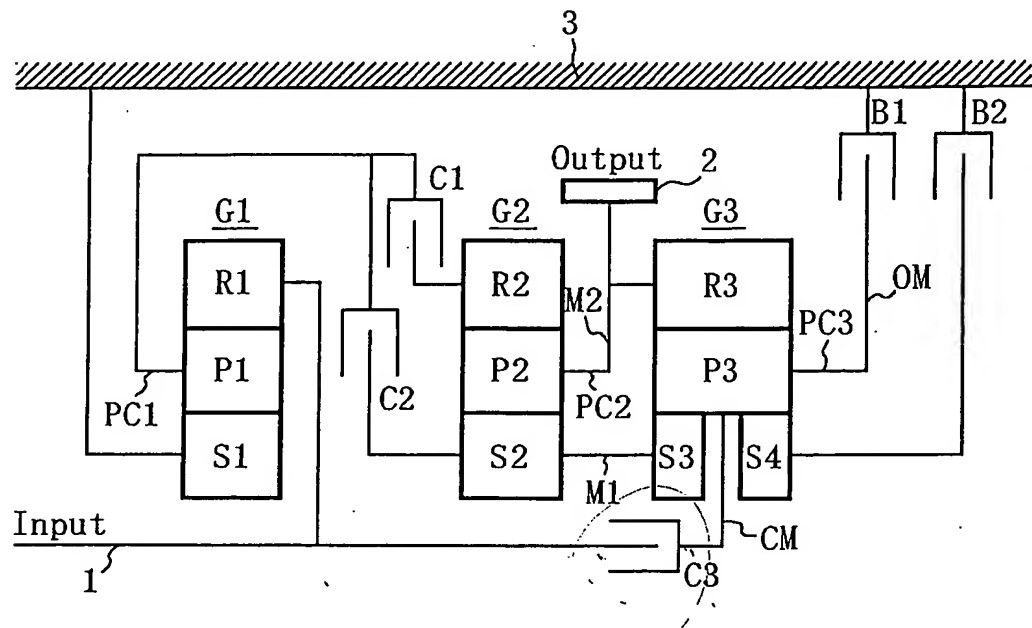 3
B1
B2
Output
2
C1
G1
G2
G3
R1
R2
M2
R3
OM
PC3
P1
C2
P2
P3
PC1
PC2
S1
S2
M1
S3
S4
Input
CM
1
C3